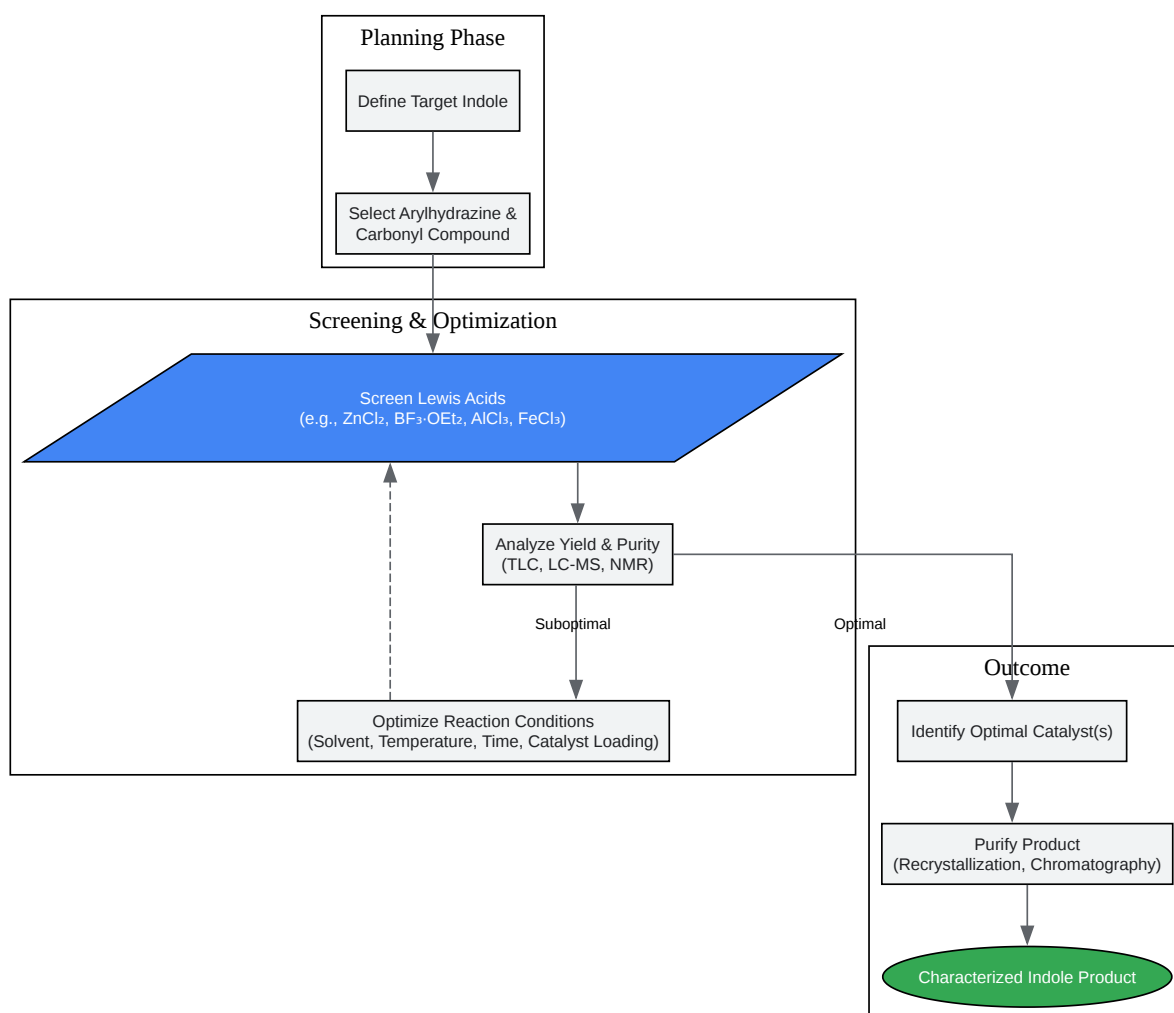 Planning Phase
Define Target Indole
Select Arylhydrazine &
Carbonyl Compound
Screening & Optimization
Screen Lewis Acids
(e.g., ZnCl₂, BF₃·OEt₂, AlCl₃, FeCl₃)
Analyze Yield & Purity
(TLC, LC-MS, NMR)
Suboptimal
Optimal
Optimize Reaction Conditions
(Solvent, Temperature, Time, Catalyst Loading)
Outcome
Identify Optimal Catalyst(s)
Purify Product
(Recrystallization, Chromatography)
Characterized Indole Product